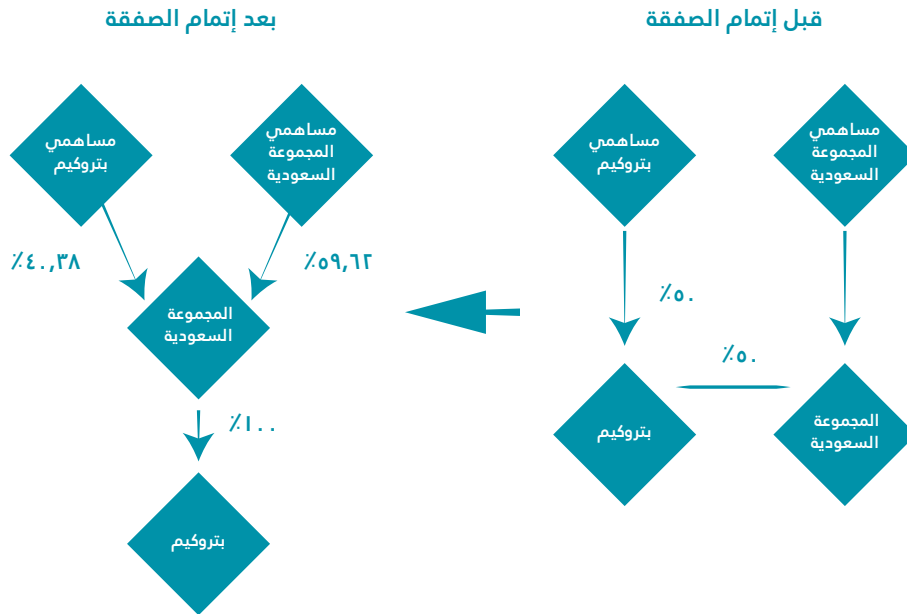 قبل إتمام الصفقة
بعد إتمام الصفقة
مساهمي
المجموعة
السعودية
مساهمي
بتروكيم
٪٥٠
٪٥٠
المجموعة
السعودية
بتروكيم
مساهمي
المجموعة
السعودية
مساهمي
بتروكيم
٪٥٩,٦٢
٪٤٠,٣٨
المجموعة
السعودية
٪١٠٠
بتروكيم